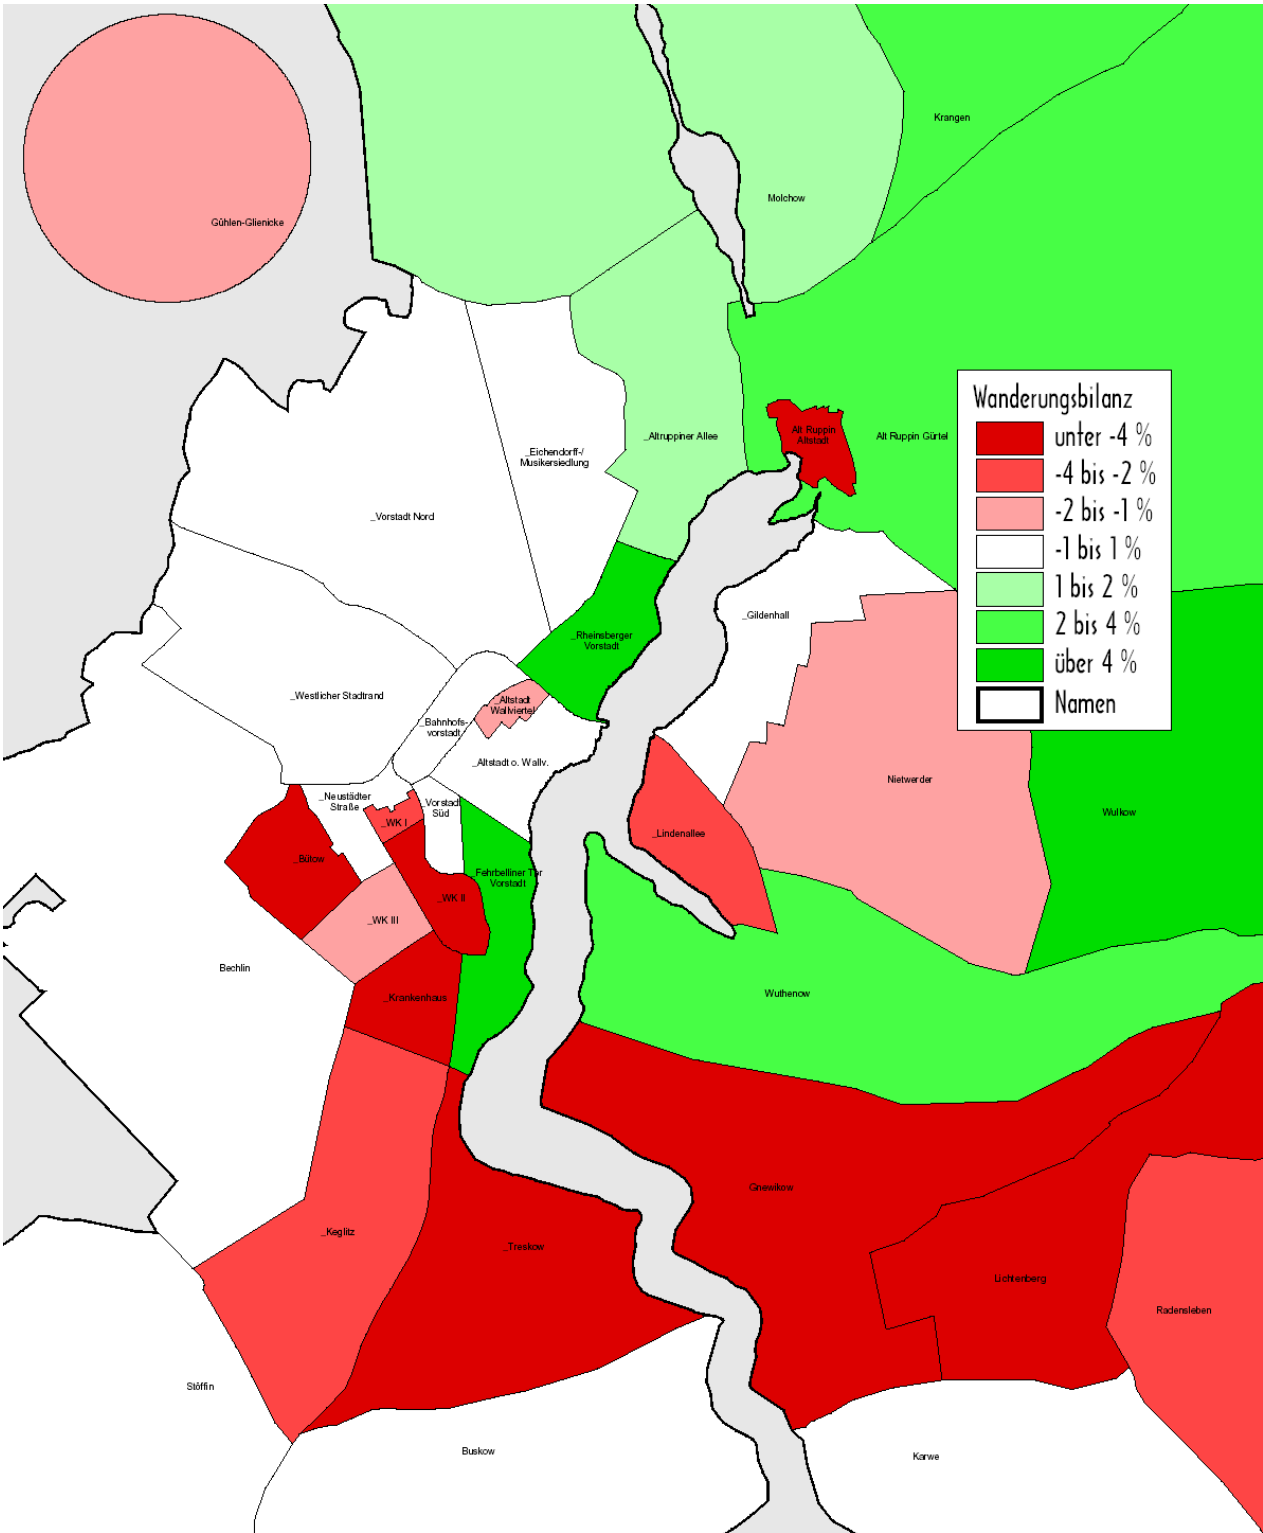 Krangen
Molchow
Gühlen-Glienicke
Wanderungsbilanz
unter -4 %
-4 bis -2 %
-2 bis -1 %
-1 bis 1 %
1 bis 2 %
2 bis 4 %
über 4 %
Namen
Alt Ruppin
Altstadt
Alt Ruppin Gürtel
_Altruppiner Allee
_Eichendorff-/
Musikersiedlung
_Vorstadt Nord
_Gildenhall
_Rheinsberger
Vorstadt
_Westlicher Stadtrand
_Altstadt
Wallviertel
_Bahnhofs-
vorstadt
_Altstadt o. Wallv.
Nietwerder
_Neustädter
Straße
_Vorstadt
Süd
Wulkow
_WK I
_Lindenallee
_Bütow
Fehrbelliner Tor
Vorstadt
_WK II
_WK III
Bechlin
Wuthenow
_Krankenhaus
Gnewikow
_Keglitz
_Treskow
Lichtenberg
Radensleben
Stöffin
Buskow
Karwe